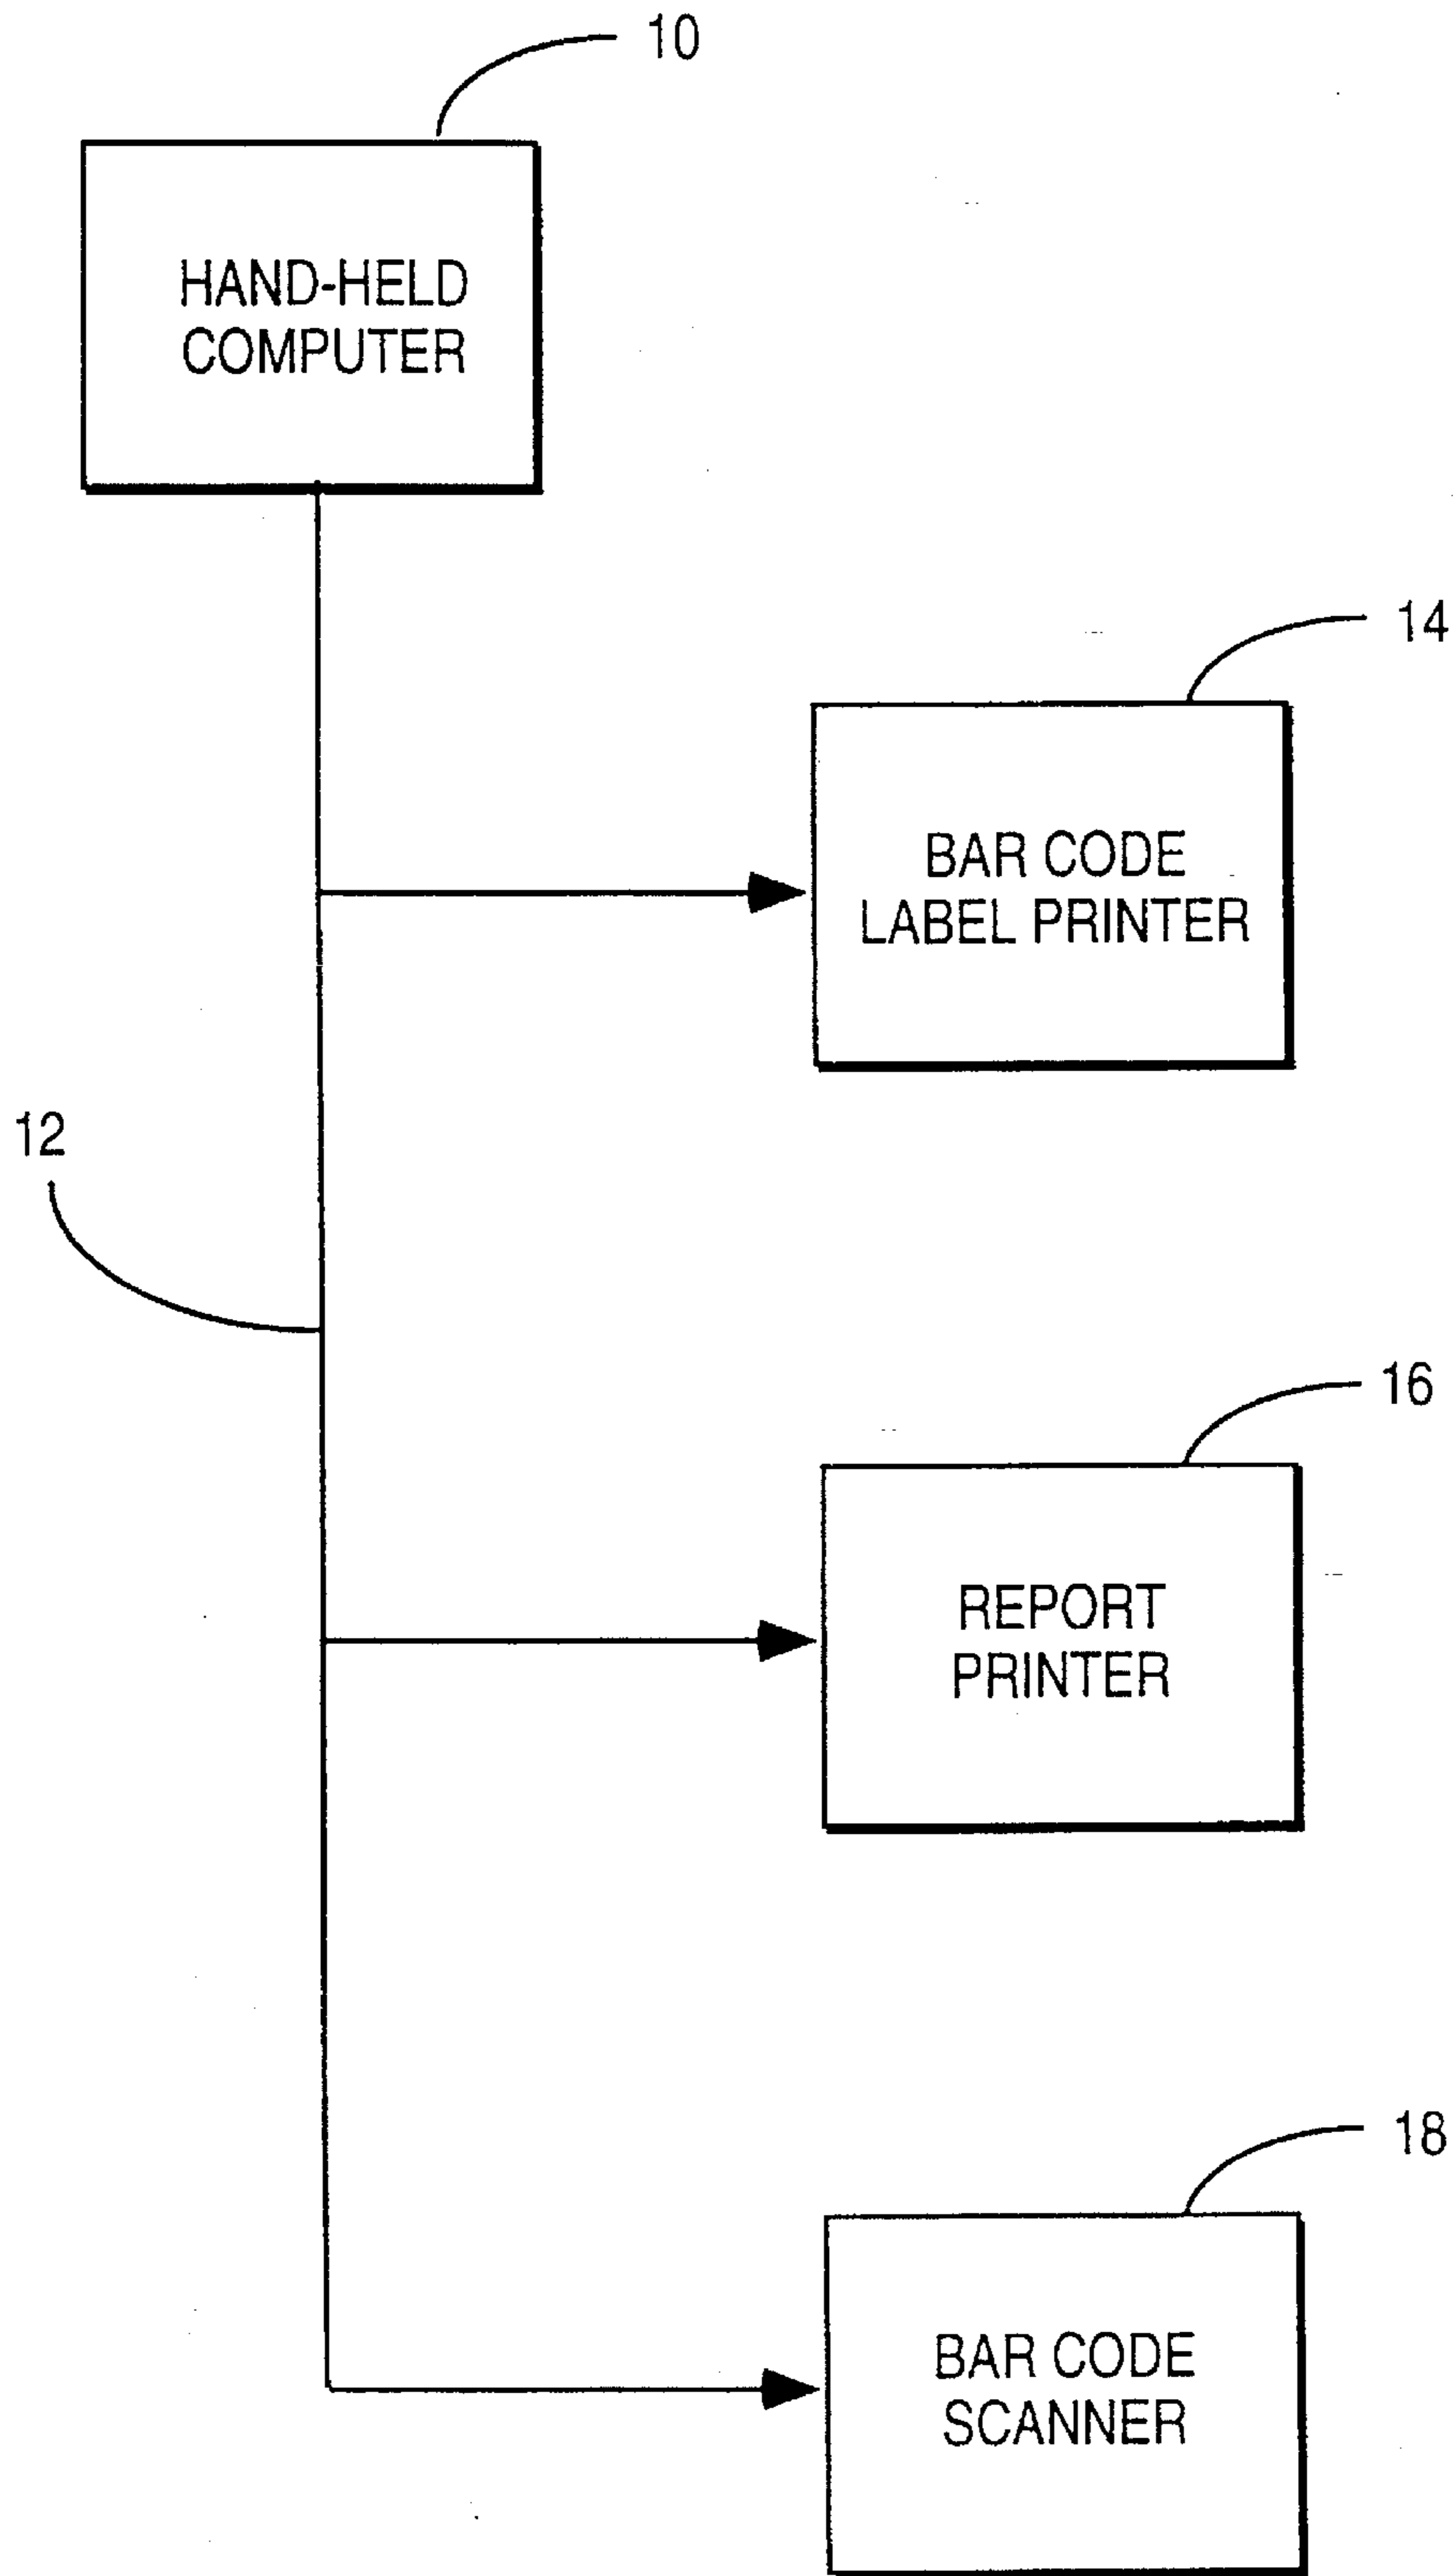 10
HAND-HELD
COMPUTER
14
BAR CODE
LABEL PRINTER
12
16
REPORT
PRINTER
18
BAR CODE
SCANNER